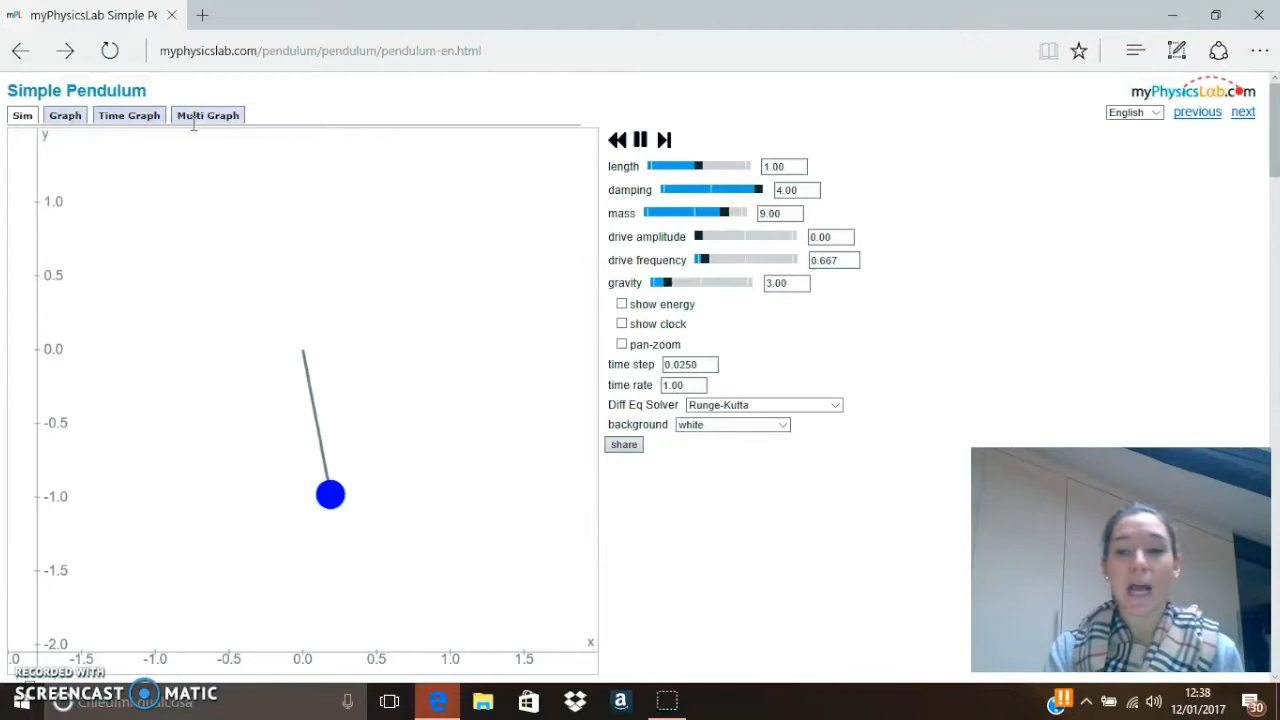 mPL myPhysicsLab Simple Pe
myphysicslab.com/pendulum/pendulum/pendulum-en.html
Simple Pendulum
myPhysicsLab.com
Sim Graph Time Graph Multi Graph
English previous next
y
1.0
0.5
0.0
-0.5
-1.0
-1.5
-2.0
x
.0 -1.5 -1.0 -0.5 0.0 0.5 1.0 1.5
length 1.00
damping 4.00
mass 9.00
drive amplitude 0.00
drive frequency 0.667
gravity 3.00
show energy
show clock
pan-zoom
time step 0.0250
time rate 1.00
Diff Eq Solver Runge-Kutta
background white
share
RECORDED WITH
SCREENCAST MATIC
Chiedimi qualcosa
a
12:38
12/01/2017
30